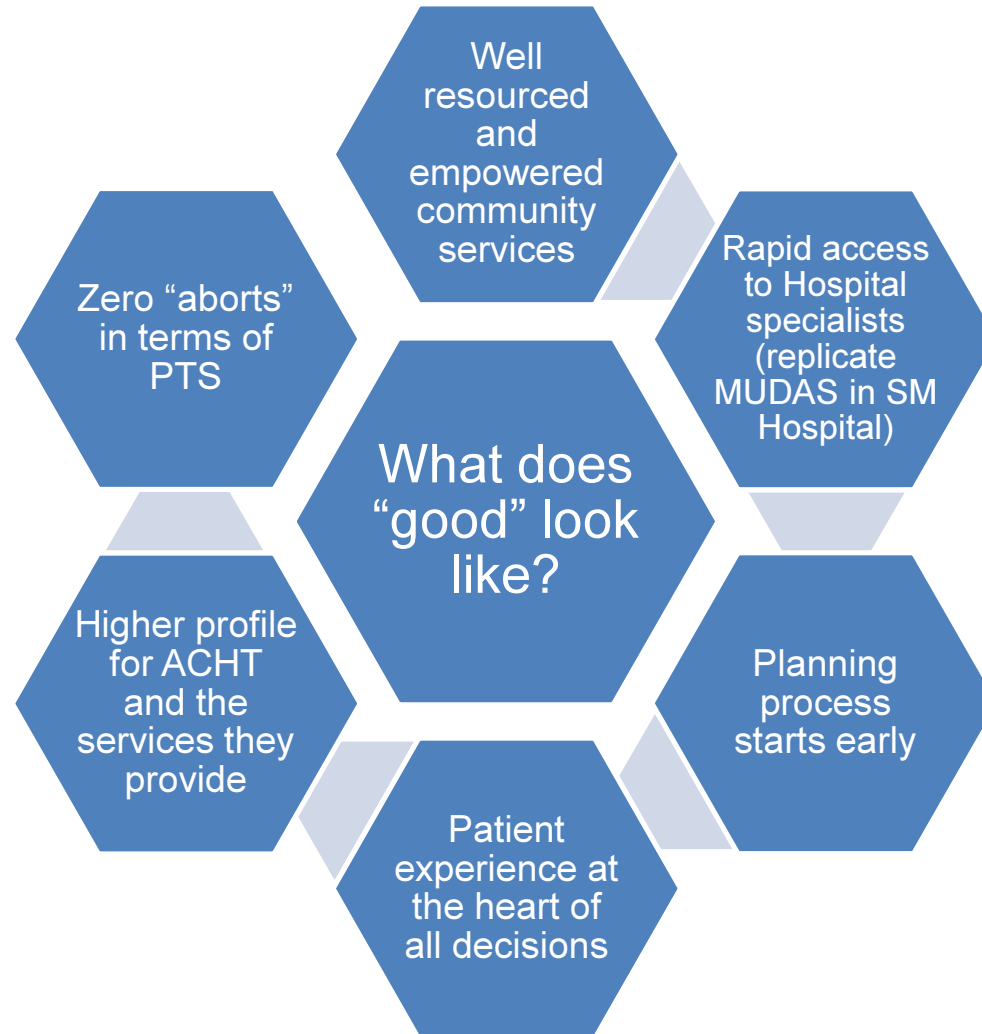 Well
resourced
and
empowered
community
services
Rapid access
to Hospital
specialists
(replicate
MUDAS in SM
Hospital)
Zero “aborts”
in terms of
PTS
What does
“good” look
like?
Higher profile
for ACHT
and the
services they
provide
Planning
process
starts early
Patient
experience at
the heart of
all decisions